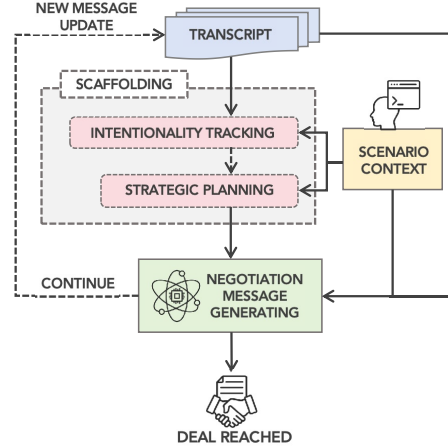 NEW MESSAGE
UPDATE
TRANSCRIPT
SCAFFOLDING
INTENTIONALITY TRACKING
STRATEGIC PLANNING
SCENARIO
CONTEXT
CONTINUE
NEGOTIATION
MESSAGE
GENERATING
DEAL REACHED